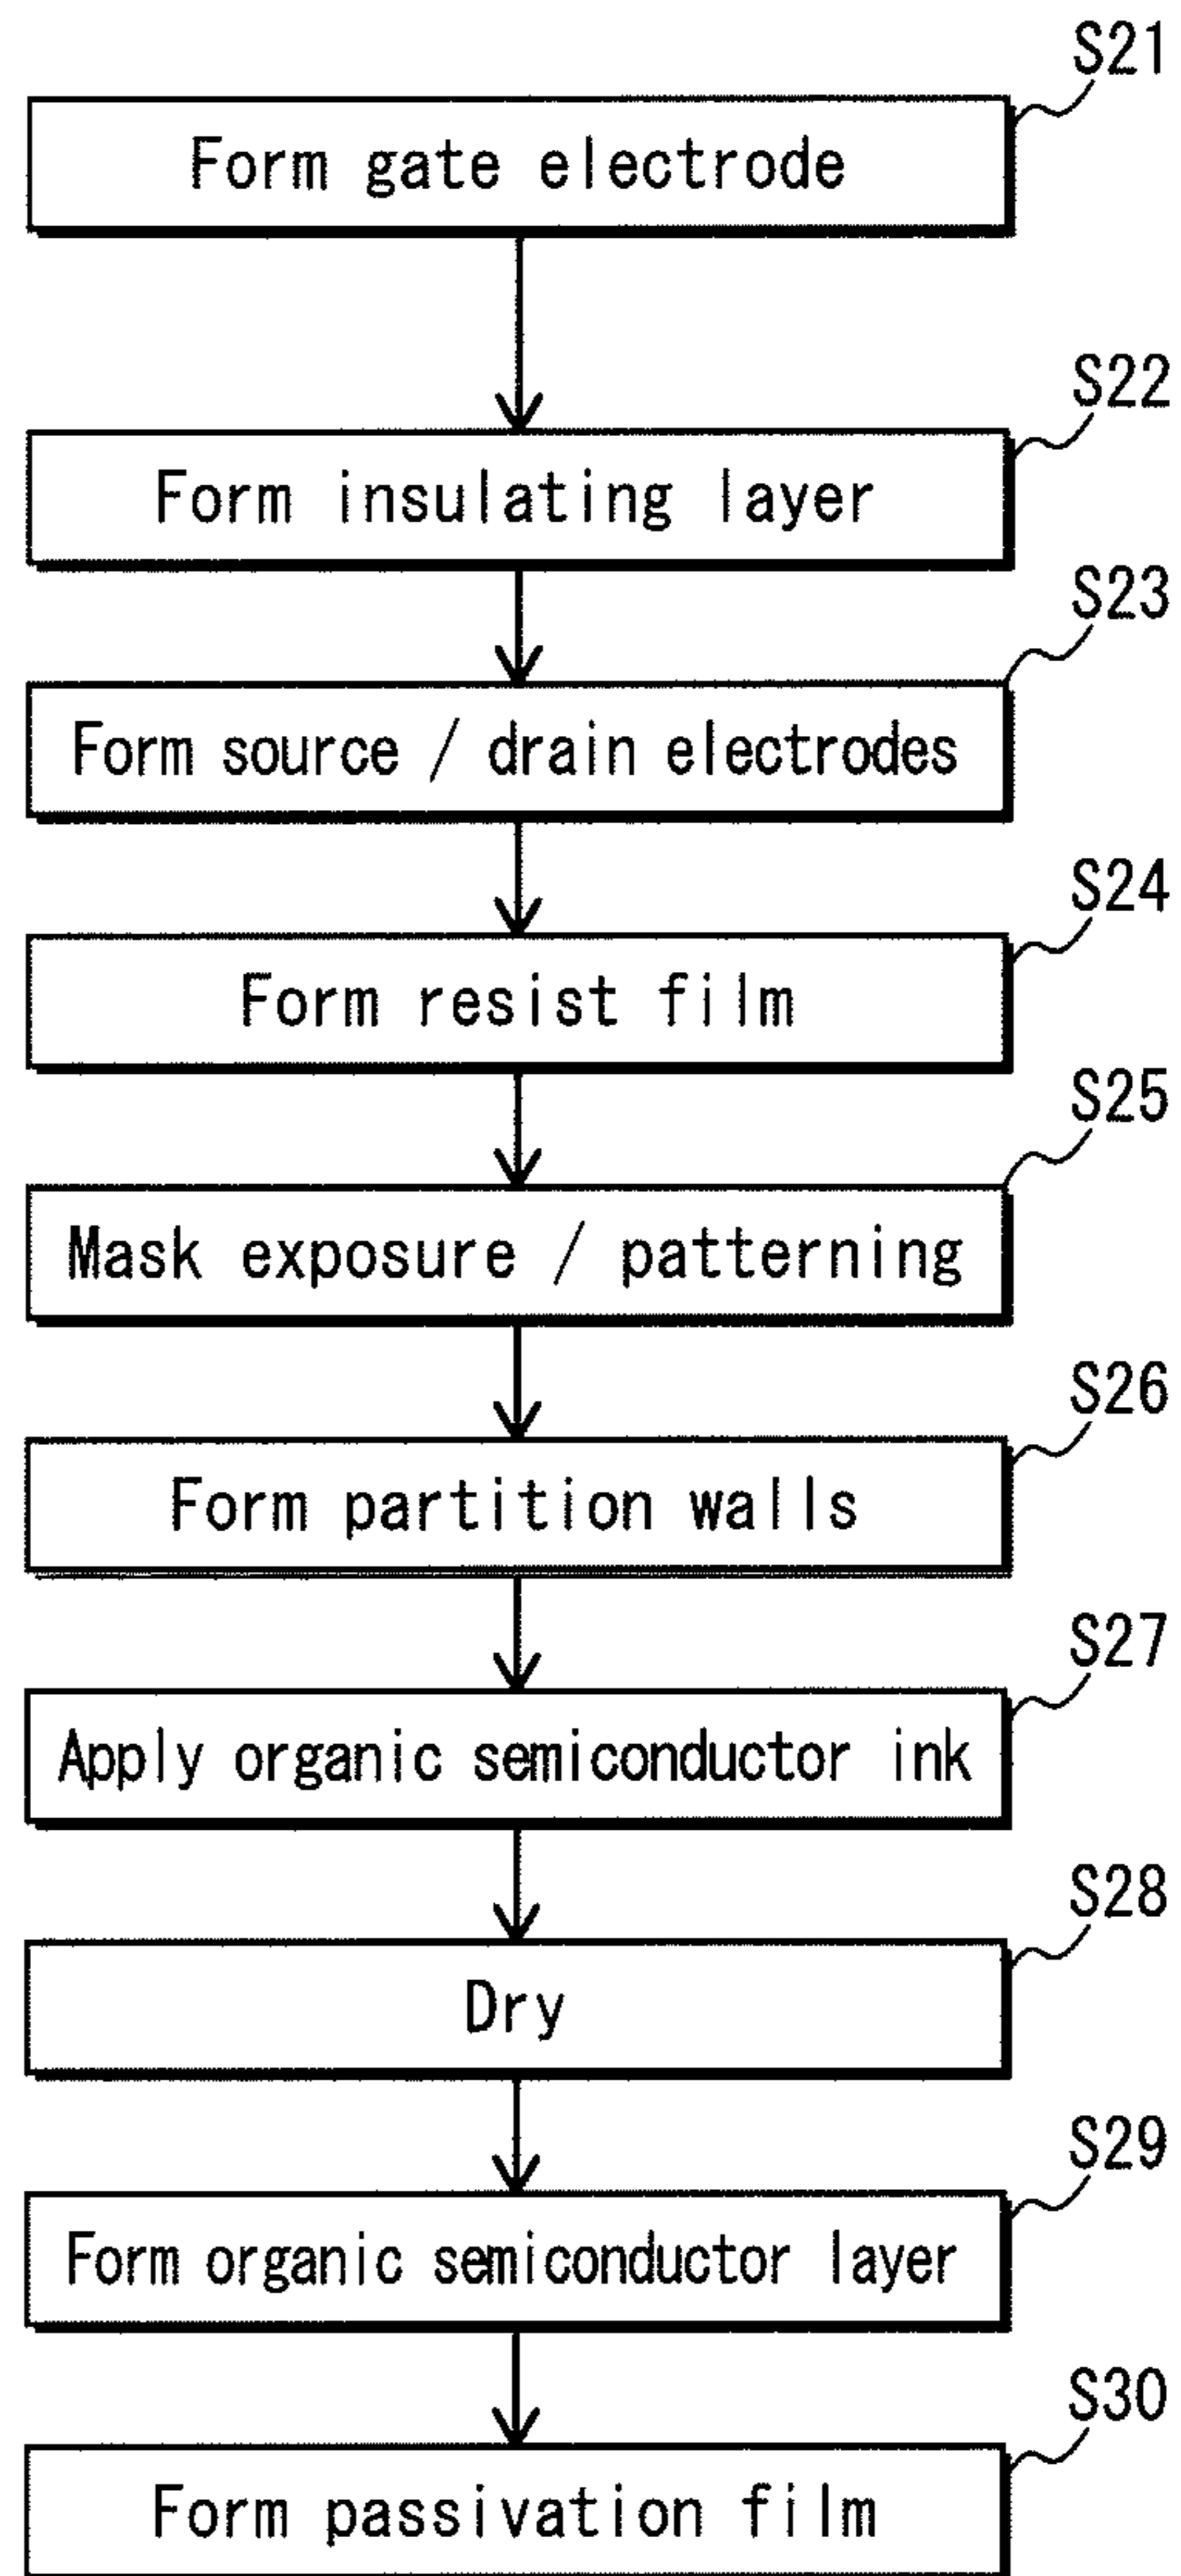 S21
Form gate electrode
S22
Form insulating layer
S23
Form source / drain electrodes
S24
Form resist film
S25
Mask exposure / patterning
S26
Form partition walls
S27
Apply organic semiconductor ink
S28
Dry
S29
Form organic semiconductor layer
S30
Form passivation film